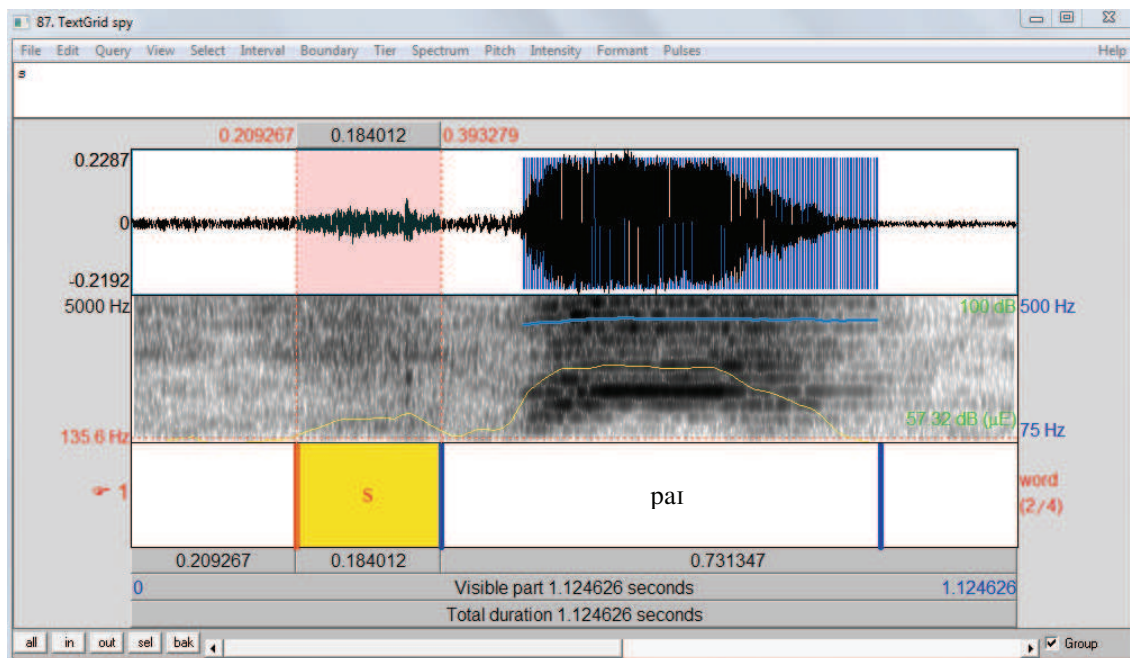 87. TextGrid spy
File Edit Query View Select Interval Boundary Tier Spectrum Pitch Intensity Formant Pulses Help
s
0.209267 0.184012 0.393279
0.2287
0
-0.2192
5000 Hz 100 dB 500 Hz
135.6 Hz 57.32 dB (µE) 75 Hz
☞ 1 s paɪ word
(2/4)
0.209267 0.184012 0.731347
0 Visible part 1.124626 seconds 1.124626
Total duration 1.124626 seconds
all in out sel bak Group